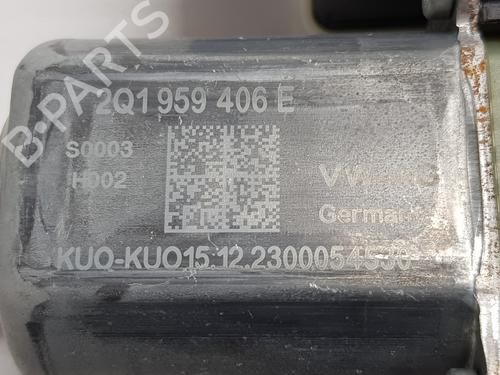 B-PARTS
2Q1 959 406 E
S0003
H002
Germany
KUO-KUO15.12.2300054530